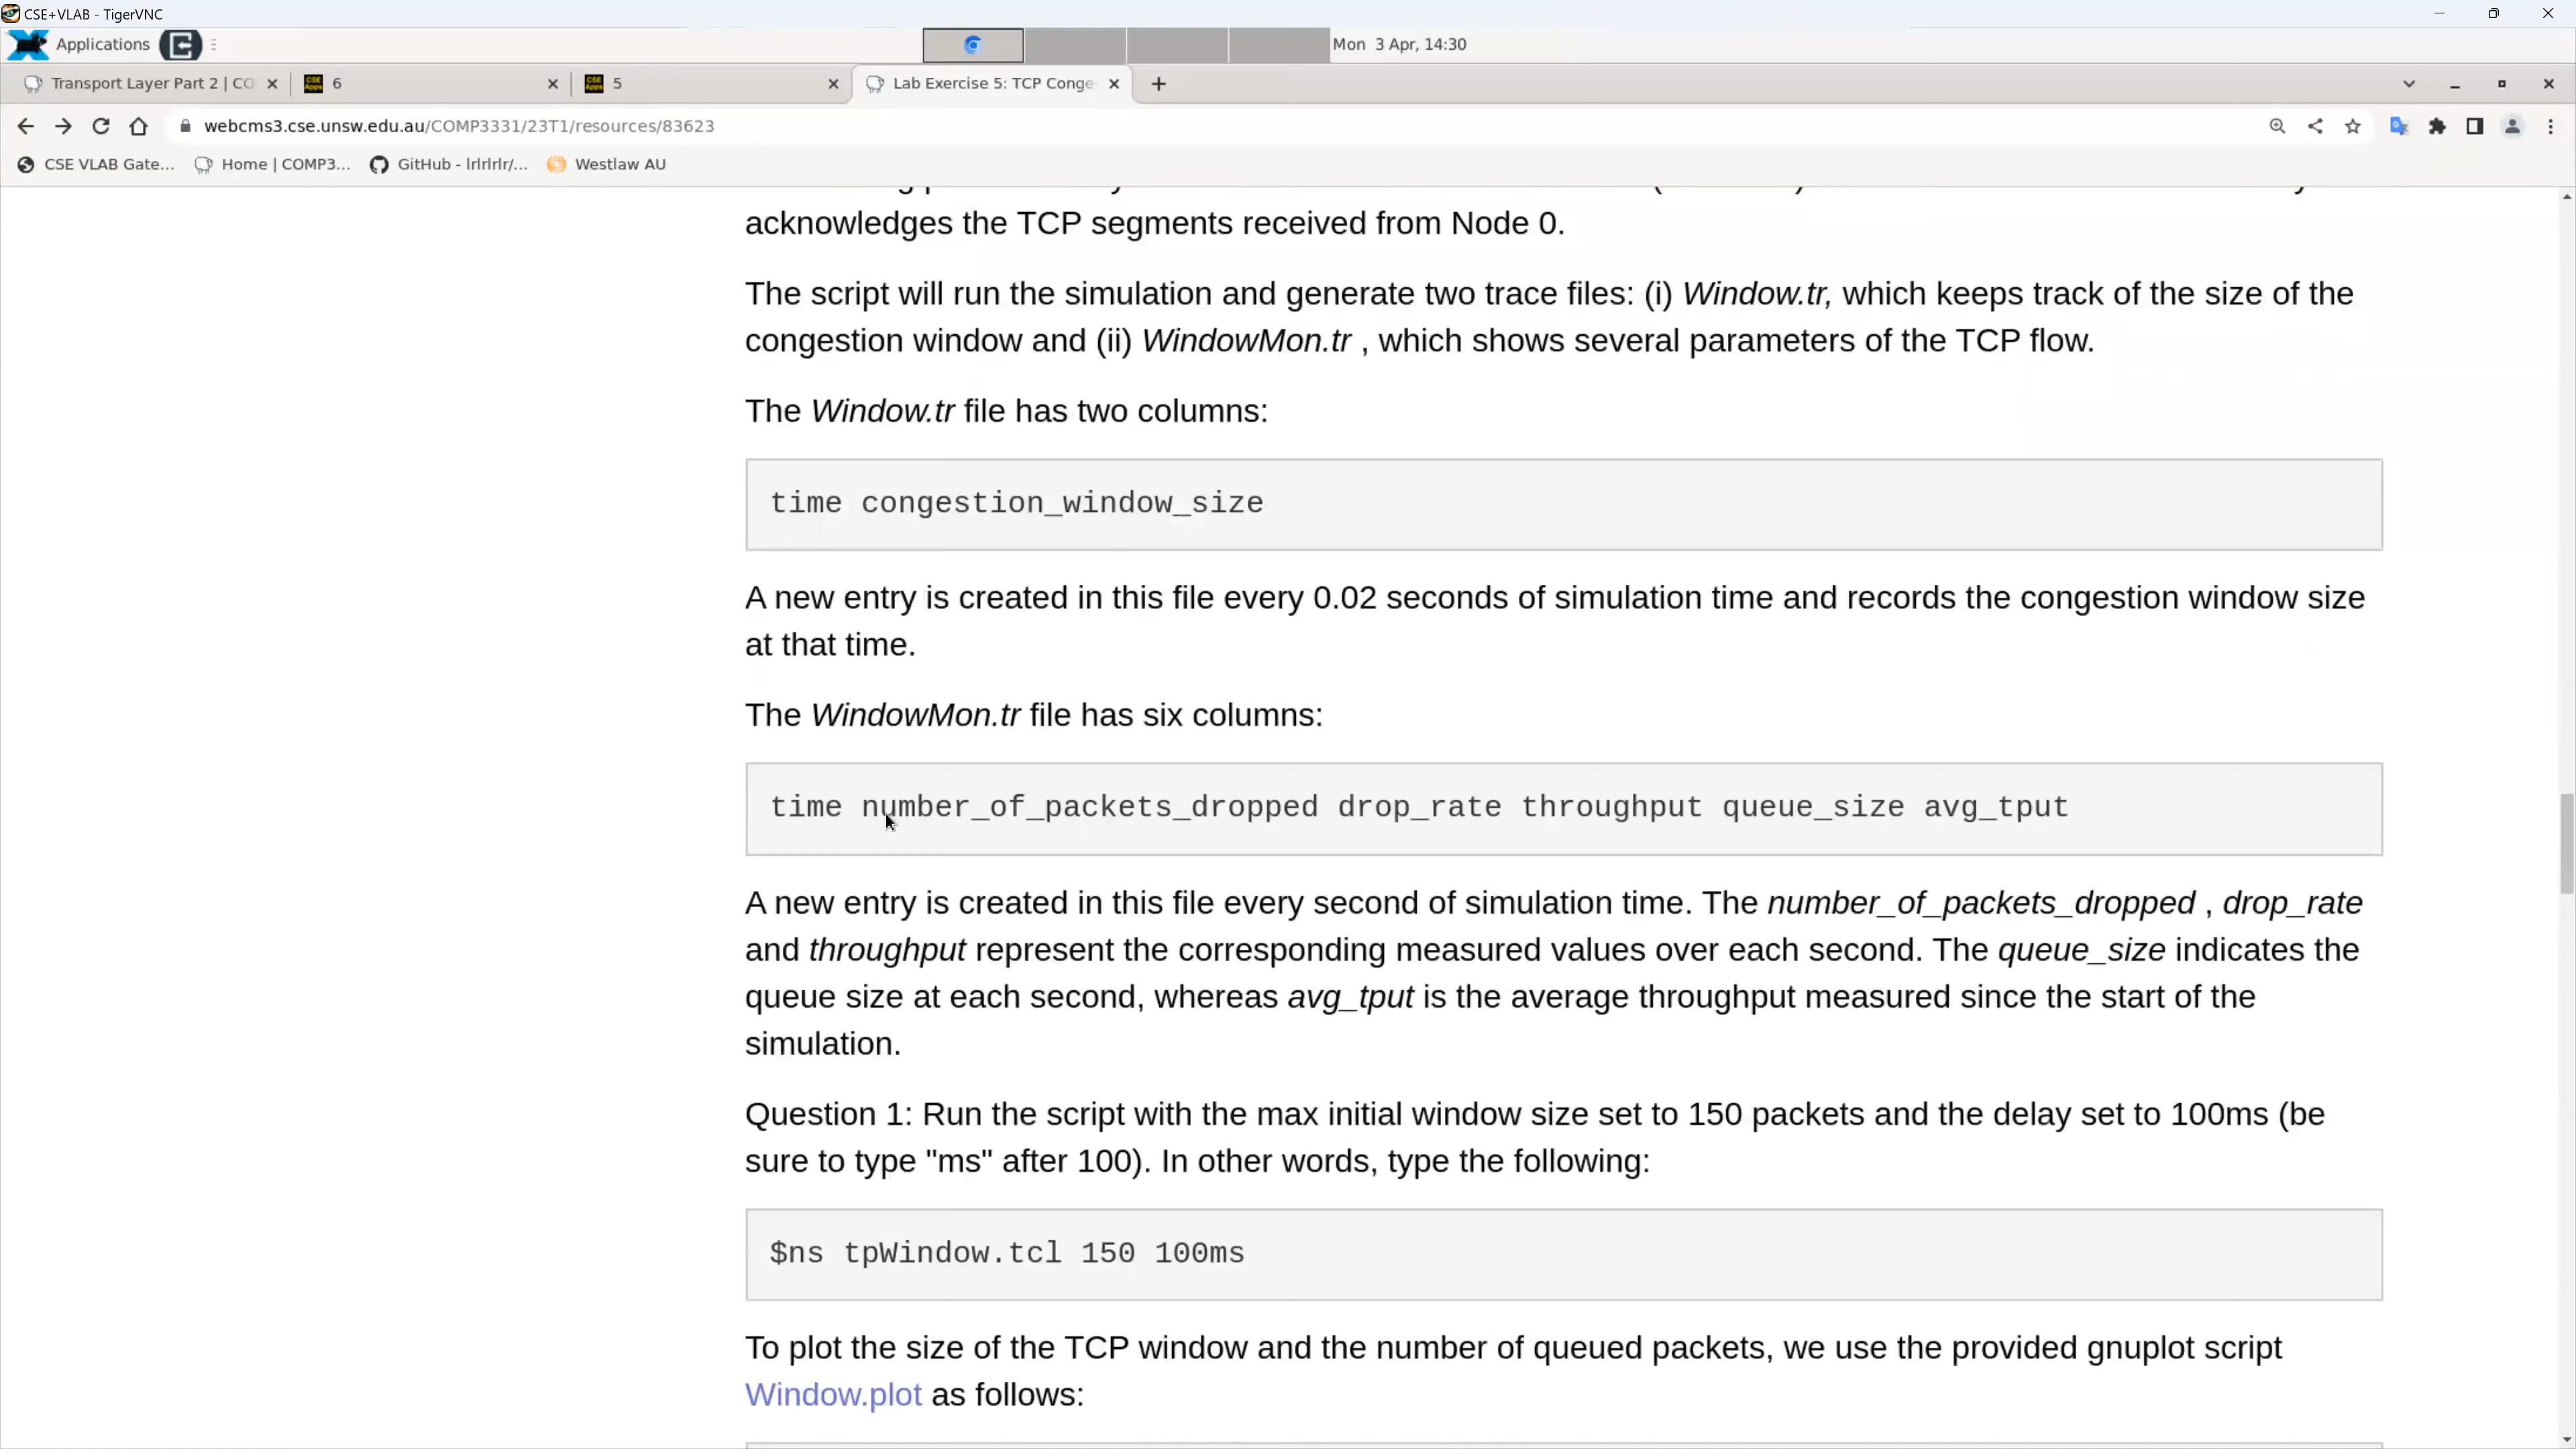 CSE+VLAB - TigerVNC
Applications
Mon 3 Apr, 14:30
Transport Layer Part 2 | CO
6
5
Lab Exercise 5: TCP Conge
webcms3.cse.unsw.edu.au/COMP3331/23T1/resources/83623
CSE VLAB Gate... Home | COMP3... GitHub - lrlrlrlr/... Westlaw AU
acknowledges the TCP segments received from Node 0.
The script will run the simulation and generate two trace files: (i) Window.tr, which keeps track of the size of the
congestion window and (ii) WindowMon.tr , which shows several parameters of the TCP flow.
The Window.tr file has two columns:
time congestion_window_size
A new entry is created in this file every 0.02 seconds of simulation time and records the congestion window size
at that time.
The WindowMon.tr file has six columns:
time number_of_packets_dropped drop_rate throughput queue_size avg_tput
A new entry is created in this file every second of simulation time. The number_of_packets_dropped , drop_rate
and throughput represent the corresponding measured values over each second. The queue_size indicates the
queue size at each second, whereas avg_tput is the average throughput measured since the start of the
simulation.
Question 1: Run the script with the max initial window size set to 150 packets and the delay set to 100ms (be
sure to type "ms" after 100). In other words, type the following:
$ns tpWindow.tcl 150 100ms
To plot the size of the TCP window and the number of queued packets, we use the provided gnuplot script
Window.plot as follows: